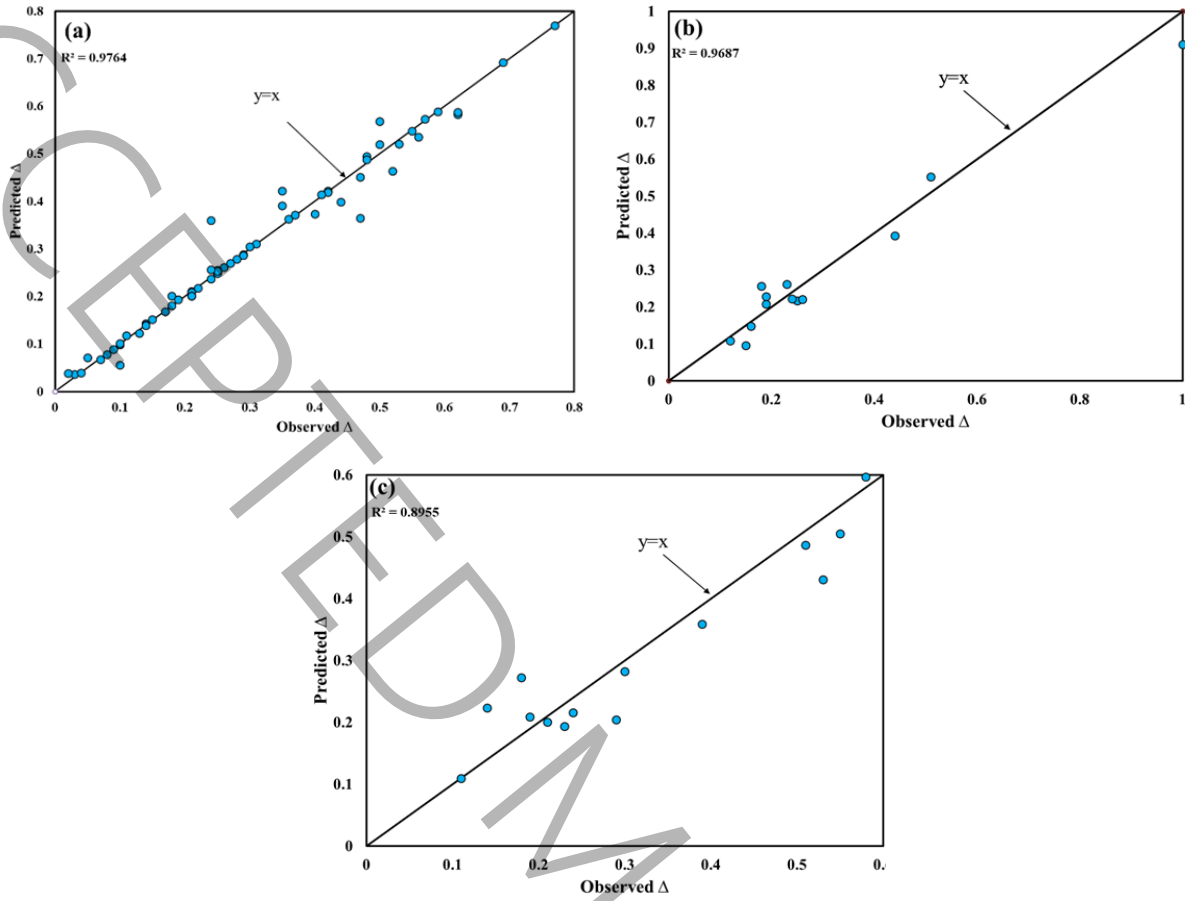 (a)
R² = 0.9764
y=x
0.8
0.7
0.6
0.5
0.4
0.3
0.2
0.1
0
Predicted Δ
0 0.1 0.2 0.3 0.4 0.5 0.6 0.7 0.8
Observed Δ
(b)
R² = 0.9687
y=x
1
0.9
0.8
0.7
0.6
0.5
0.4
0.3
0.2
0.1
0
Predicted Δ
0 0.2 0.4 0.6 0.8 1
Observed Δ
(c)
R² = 0.8955
y=x
0.6
0.5
0.4
0.3
0.2
0.1
0
Predicted Δ
0 0.1 0.2 0.3 0.4 0.5 0.
Observed Δ
CEPTED M